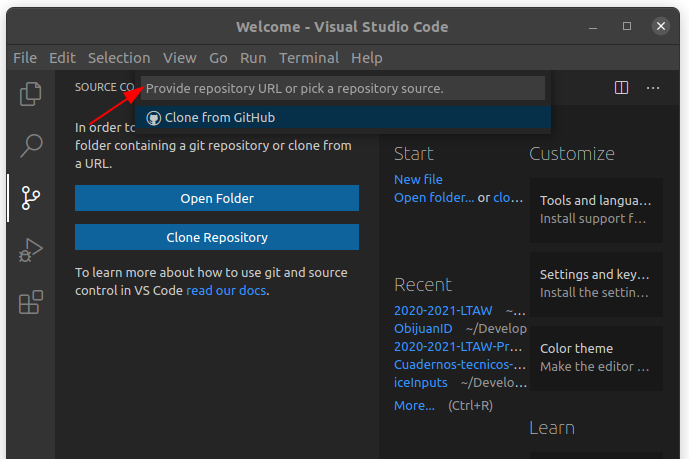 Welcome - Visual Studio Code
File Edit Selection View Go Run Terminal Help
SOURCE CO
Provide repository URL or pick a repository source.
Clone from GitHub
In order to
folder containing a git repository or clone from
a URL.
Open Folder
Clone Repository
To learn more about how to use git and source
control in VS Code read our docs.
Start
New file
Open folder... or clo...
Recent
2020-2021-LTAW ~...
ObijuanID ~/Develop
2020-2021-LTAW-Pr...
Cuadernos-tecnicos-...
iceInputs ~/Develo...
More... (Ctrl+R)
Customize
Tools and langua...
Install support f...
Settings and key...
Install the settin...
Color theme
Make the editor ...
Learn